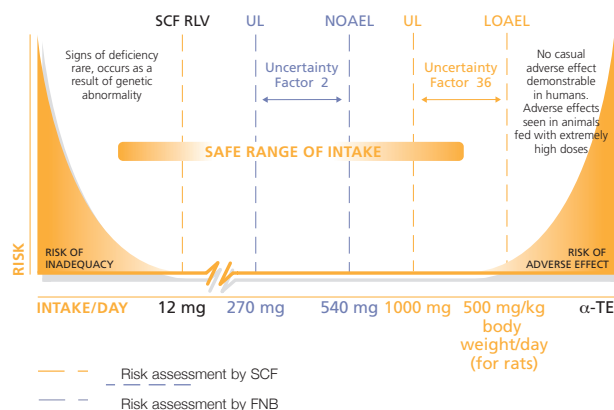 SCF RLV UL NOAEL UL LOAEL
Signs of deficiency
rare, occurs as a
result of genetic
abnormality
Uncertainty
Factor 2
Uncertainty
Factor 36
No casual
adverse effect
demonstrable
in humans.
Adverse effects
seen in animals
fed with extremely
high doses
SAFE RANGE OF INTAKE
RISK
RISK OF
INADEQUACY
RISK OF
ADVERSE EFFECT
INTAKE/DAY 12 mg 270 mg 540 mg 1000 mg 500 mg/kg α-TE
body
weight/day
(for rats)
Risk assessment by SCF
Risk assessment by FNB